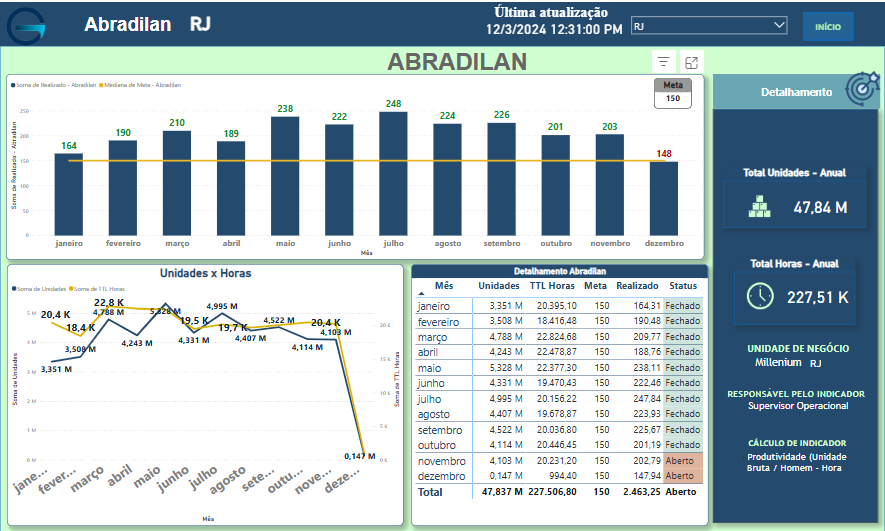 Abradilan RJ
Última atualização
12/3/2024 12:31:00 PM
RJ
INÍCIO
ABRADILAN
Soma de Realizado - Abradilan Mediana de Meta - Abradilan
Meta
150
Soma de Realizado - Abradilan
250
200
150
100
50
0
164 190 210 189 238 222 248 224 226 201 203 148
janeiro fevereiro março abril maio junho julho agosto setembro outubro novembro dezembro
Mês
Unidades x Horas
Soma de Unidades Soma de TTL Horas
Soma de Unidades
5 M
4 M
3 M
2 M
1 M
0 M
20,4 K 18,4 K 22,8 K 19,5 K 19,7 K 20,4 K
3,351 M 3,508 M 4,788 M 4,243 M 5,328 M 4,331 M 4,995 M 4,407 M 4,522 M 4,114 M 4,103 M 0,147 M
20 K
15 K
10 K
5 K
0 K
Soma de TTL Horas
jane... fever... março abril maio junho julho agosto sete... outu... nove... deze...
Mês
Detalhamento Abradilan
Mês Unidades TTL Horas Meta Realizado Status
janeiro 3,351 M 20.395,10 150 164,31 Fechado
fevereiro 3,508 M 18.416,48 150 190,48 Fechado
março 4,788 M 22.824,68 150 209,77 Fechado
abril 4,243 M 22.478,87 150 188,76 Fechado
maio 5,328 M 22.377,30 150 238,11 Fechado
junho 4,331 M 19.470,43 150 222,46 Fechado
julho 4,995 M 20.156,22 150 247,84 Fechado
agosto 4,407 M 19.678,87 150 223,93 Fechado
setembro 4,522 M 20.036,80 150 225,67 Fechado
outubro 4,114 M 20.446,45 150 201,19 Fechado
novembro 4,103 M 20.231,20 150 202,79 Aberto
dezembro 0,147 M 994,40 150 147,94 Aberto
Total 47,837 M 227.506,80 150 2.463,25 Aberto
Detalhamento
Total Unidades - Anual
47,84 M
Total Horas - Anual
227,51 K
UNIDADE DE NEGÓCIO
Millenium RJ
RESPONSÁVEL PELO INDICADOR
Supervisor Operacional
CÁLCULO DE INDICADOR
Produtividade (Unidade
Bruta / Homem - Hora